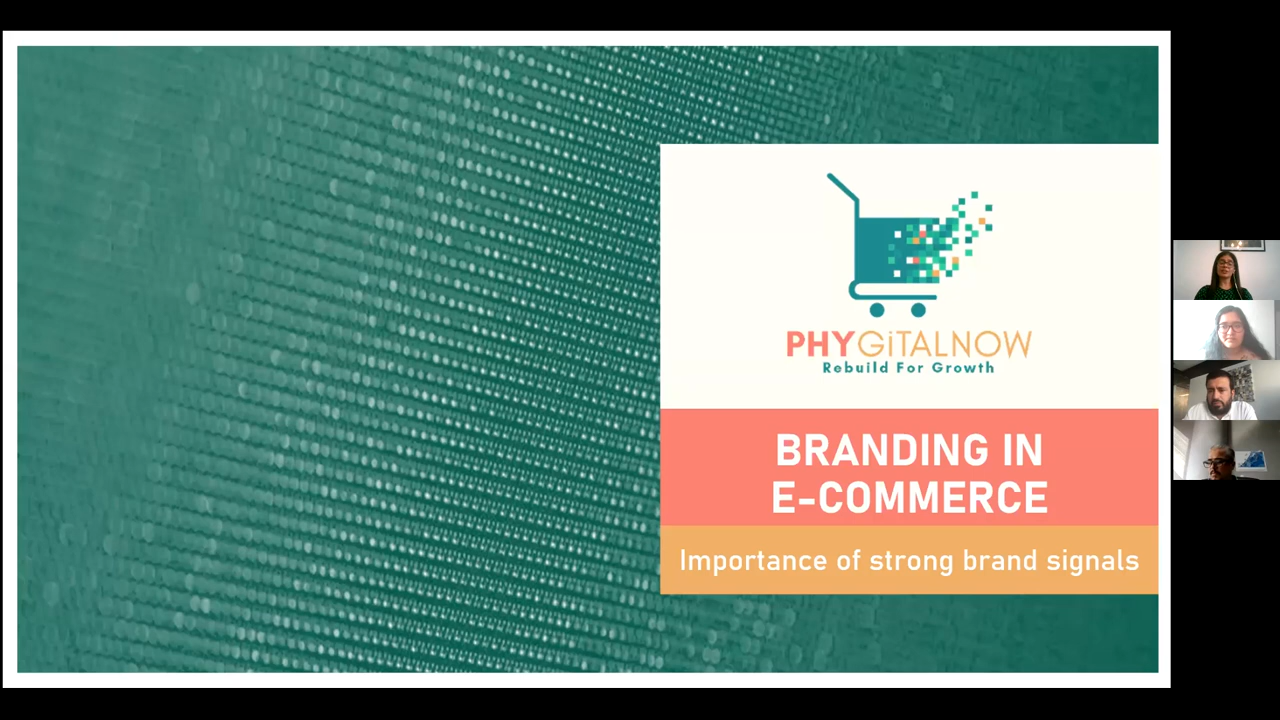 PHYGiTALNOW
Rebuild For Growth
BRANDING IN
E-COMMERCE
Importance of strong brand signals